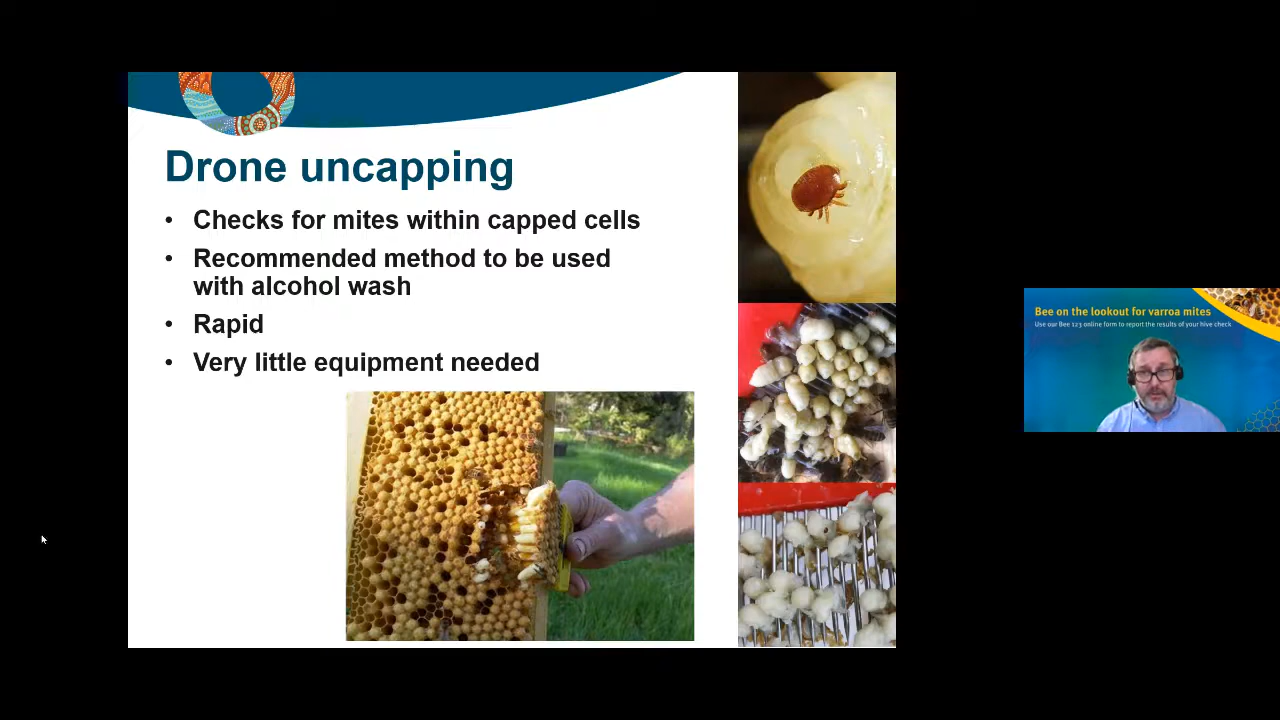 Drone uncapping
• Checks for mites within capped cells
• Recommended method to be used
with alcohol wash
• Rapid
• Very little equipment needed
Bee on the lookout for varroa mites
Use our Bee 123 online form to report the results of your hive check